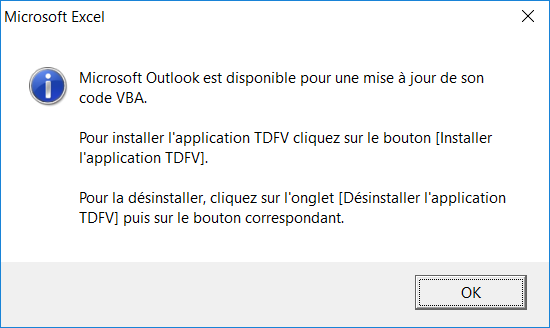 Microsoft Excel
Microsoft Outlook est disponible pour une mise à jour de son
code VBA.
Pour installer l'application TDFV cliquez sur le bouton [Installer
l'application TDFV].
Pour la désinstaller, cliquez sur l'onglet [Désinstaller l'application
TDFV] puis sur le bouton correspondant.
OK